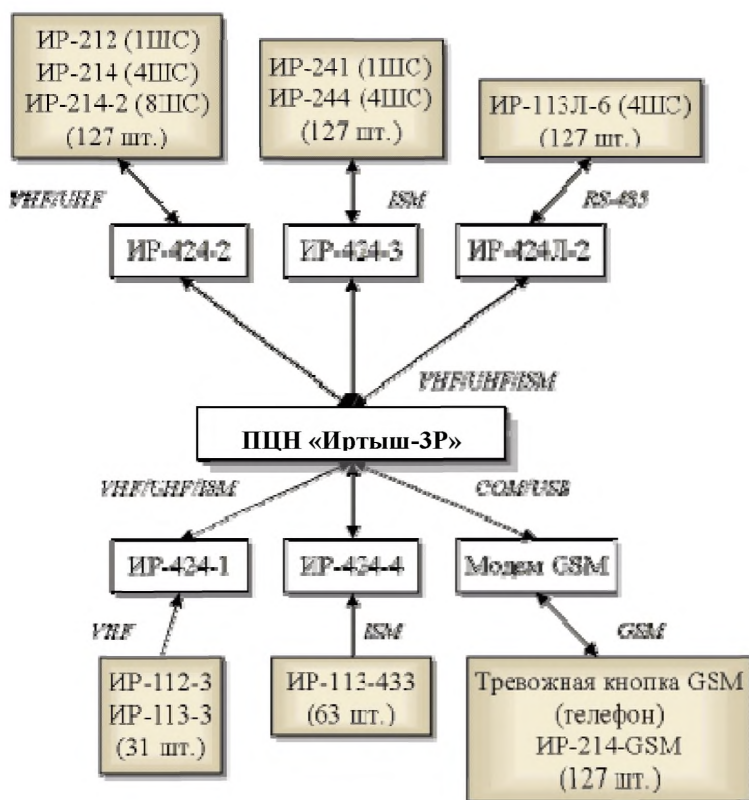 ИР-212 (1ШС)
ИР-214 (4ШС)
ИР-214-2 (8ШС)
(127 шт.)
ИР-241 (1ШС)
ИР-244 (4ШС)
(127 шт.)
ИР-113Л-6 (4ШС)
(127 шт.)
VHF/UHF
ISM
RS-485
ИР-424-2
ИР-424-3
ИР-424Л-2
VHF/UHF/ISM
ПЦН «Иртыш-3Р»
VHF/UHF/ISM
COM/USB
ИР-424-1
ИР-424-4
Модем GSM
VHF
ISM
GSM
ИР-112-3
ИР-113-3
(31 шт.)
ИР-113-433
(63 шт.)
Тревожная кнопка GSM
(телефон)
ИР-214-GSM
(127 шт.)